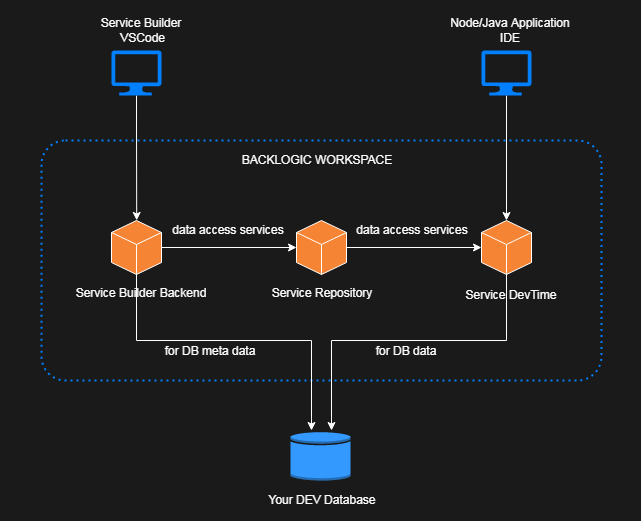 Service Builder
VSCode
Node/Java Application
IDE
BACKLOGIC WORKSPACE
data access services
data access services
Service Builder Backend
Service Repository
Service DevTime
for DB meta data
for DB data
Your DEV Database